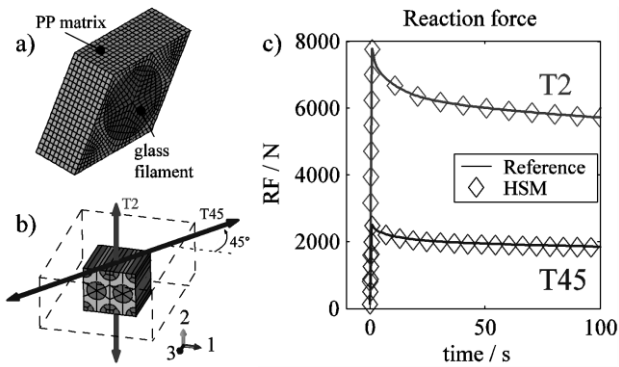 a)
PP matrix
glass
filament
b)
T2
T45
45°
2
3
1
c)
Reaction force
RF / N
8000
6000
4000
2000
0
T2
Reference
HSM
T45
0
50
100
time / s